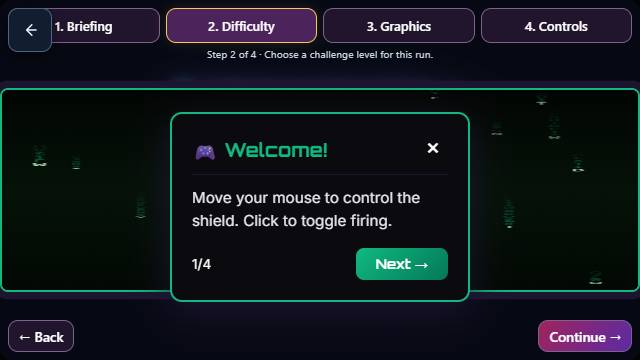 ←
1. Briefing
2. Difficulty
3. Graphics
4. Controls
Step 2 of 4 · Choose a challenge level for this run.
🎮 Welcome!
✕
Move your mouse to control the
shield. Click to toggle firing.
1/4
Next →
← Back
Continue →